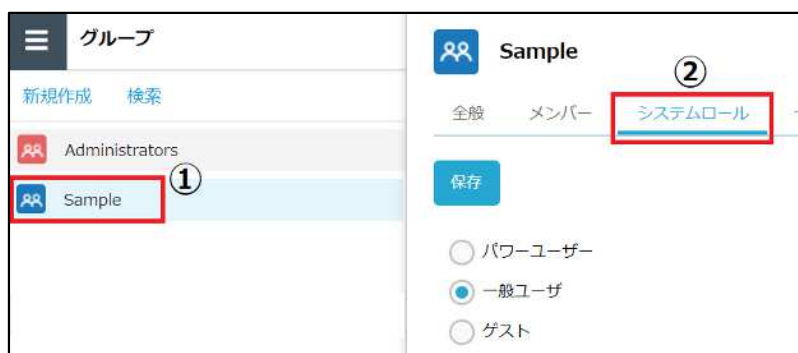 グループ
新規作成 検索
Administrators
①
Sample
Sample
②
全般 メンバー システムロール
保存
パワーユーザー
一般ユーザ
ゲスト